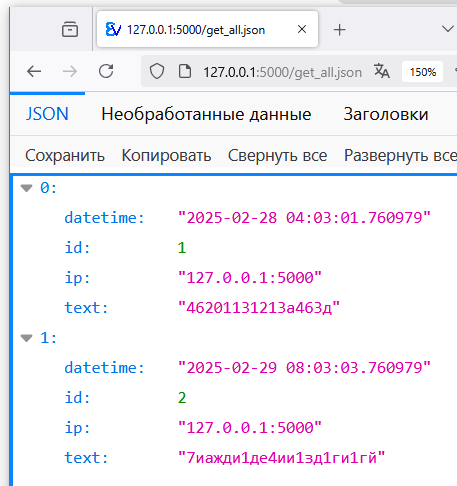 127.0.0.1:5000/get_all.json
127.0.0.1:5000/get_all.json 150%
JSON Необработанные данные Заголовки
Сохранить Копировать Свернуть все Развернуть все
0:
datetime: "2025-02-28 04:03:01.760979"
id: 1
ip: "127.0.0.1:5000"
text: "46201131213а463д"
1:
datetime: "2025-02-29 08:03:03.760979"
id: 2
ip: "127.0.0.1:5000"
text: "7иажди1де4ии1зд1ги1гй"